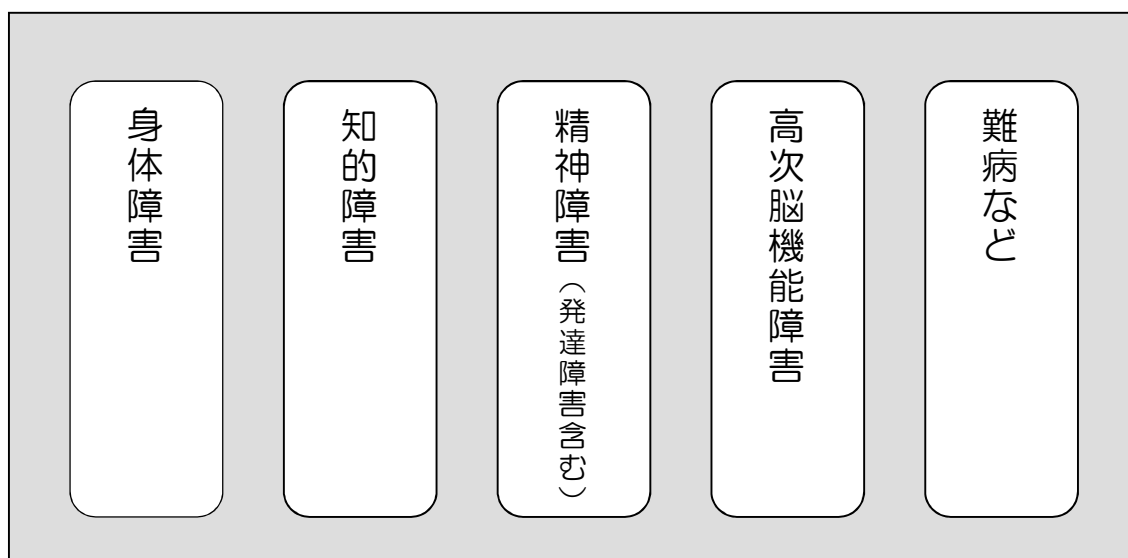 身体障害
知的障害
精神障害（発達障害含む）
高次脳機能障害
難病など